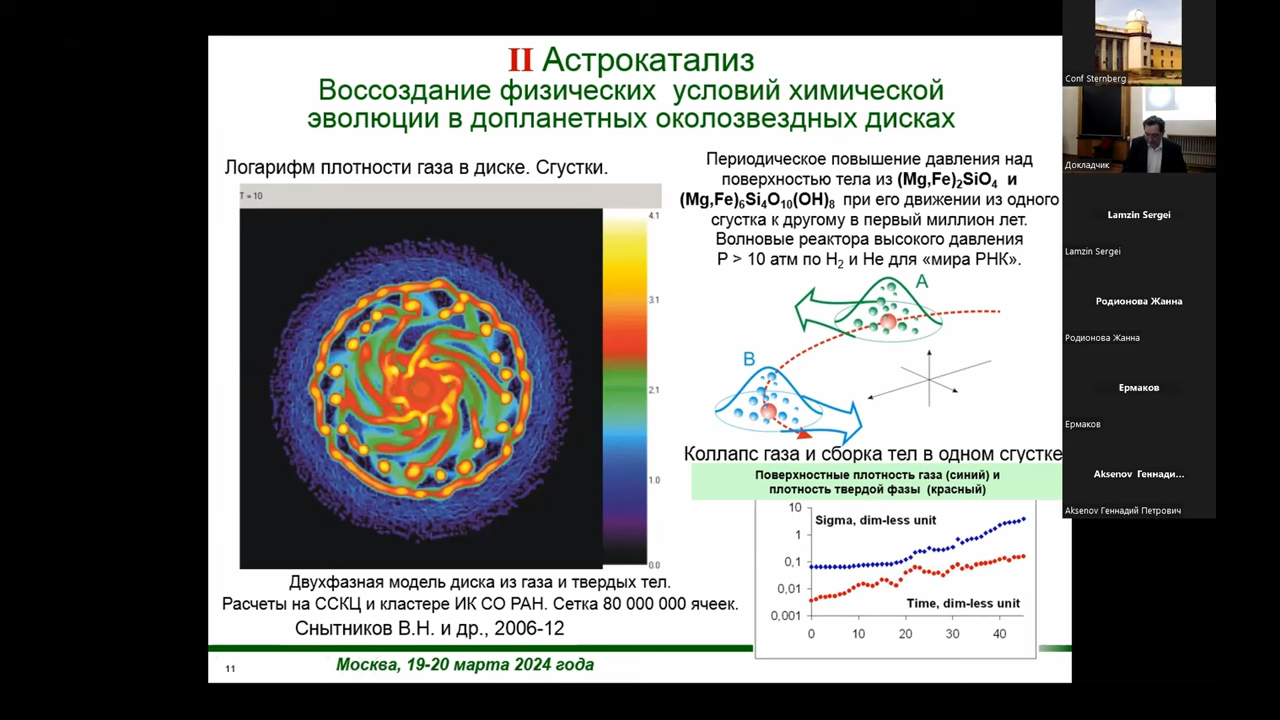 II Астрокатализ
Воссоздание физических условий химической
эволюции в допланетных околозвездных дисках
Логарифм плотности газа в диске. Сгустки.
T = 10
4.1
3.1
2.1
1.0
0.0
Двухфазная модель диска из газа и твердых тел.
Расчеты на ССКЦ и кластере ИК СО РАН. Сетка 80 000 000 ячеек.
Снытников В.Н. и др., 2006-12
Периодическое повышение давления над
поверхностью тела из (Mg,Fe)₂SiO₄ и
(Mg,Fe)₆Si₄O₁₀(OH)₈ при его движении из одного
сгустка к другому в первый миллион лет.
Волновые реактора высокого давления
P > 10 атм по H₂ и He для «мира РНК».
A
B
Коллапс газа и сборка тел в одном сгустке
Поверхностные плотность газа (синий) и
плотность твердой фазы (красный)
10
1
0,1
0,01
0,001
Sigma, dim-less unit
Time, dim-less unit
0 10 20 30 40
11
Москва, 19-20 марта 2024 года
Conf Sternberg
Докладчик
Lamzin Sergei
Lamzin Sergei
Родионова Жанна
Родионова Жанна
Ермаков
Ермаков
Aksenov Геннади...
Aksenov Геннадий Петрович